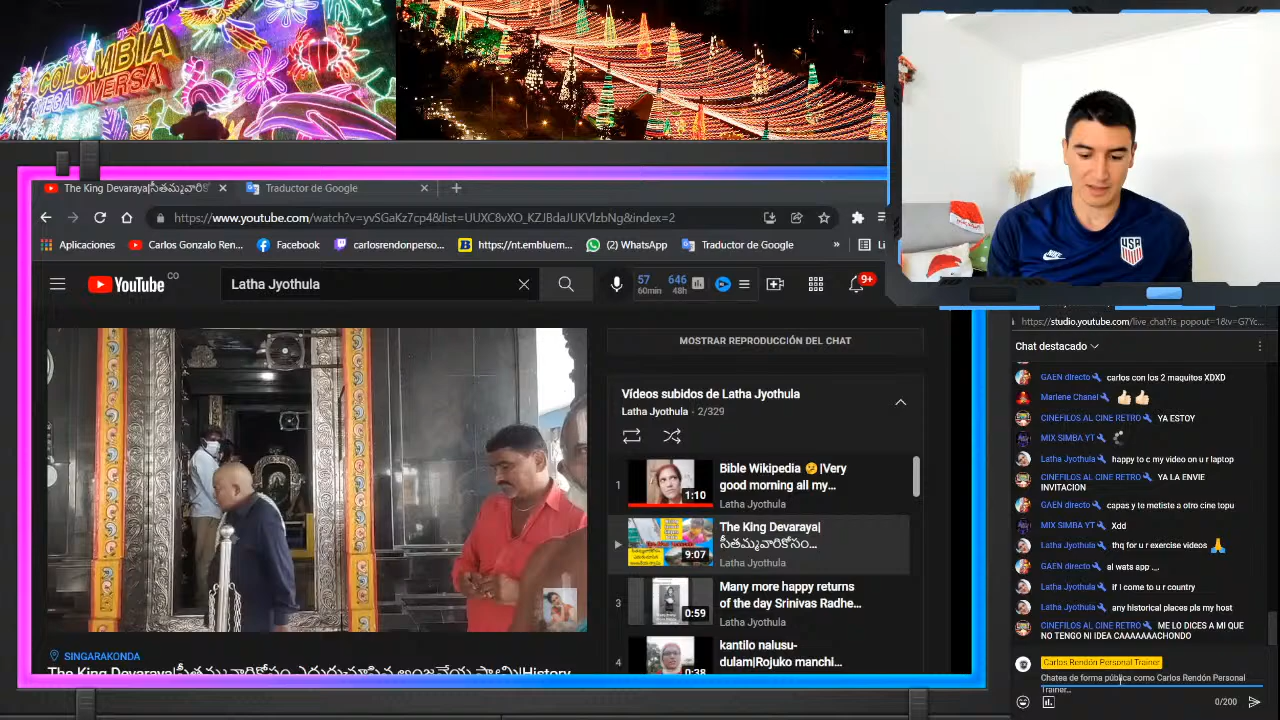 COLOMBIA
MEGADIVERSA
The King Devaraya|సీతమ్మవారికో
Traductor de Google
https://www.youtube.com/watch?v=yvSGaKz7cp4&list=UUXC8vXO_KZJBdaJUKVlzbNg&index=2
Aplicaciones
Carlos Gonzalo Ren...
Facebook
carlosrendonperso...
https://nt.embluem...
(2) WhatsApp
Traductor de Google
»
Li
YouTube CO
Latha Jyothula
57
60min
646
48h
9+
MOSTRAR REPRODUCCIÓN DEL CHAT
Vídeos subidos de Latha Jyothula
Latha Jyothula - 2/329
1
1:10
Bible Wikipedia 🤔|Very
good morning all my...
Latha Jyothula
9:07
The King Devaraya|
సీతమ్మవారికోసం...
Latha Jyothula
3
0:59
Many more happy returns
of the day Srinivas Radhe...
Latha Jyothula
4
0:38
kantilo nalusu-
dulam|Rojuko manchi...
SINGARAKONDA
USA
https://studio.youtube.com/live_chat?is_popout=1&v=G7Yc...
Chat destacado
GAEN directo carlos con los 2 maquitos XDXD
Marlene Chanel 👍🏻👍🏻
CINEFILOS AL CINE RETRO YA ESTOY
MIX SIMBA YT
Latha Jyothula happy to c my video on u r laptop
CINEFILOS AL CINE RETRO YA LA ENVIE
INVITACION
GAEN directo capas y te metiste a otro cine topu
MIX SIMBA YT Xdd
Latha Jyothula thq for u r exercise videos 🙏
GAEN directo al wats app ._.
Latha Jyothula if I come to u r country
Latha Jyothula any historical places pls my host
CINEFILOS AL CINE RETRO ME LO DICES A MI QUE
NO TENGO NI IDEA CAAAAAAACHONDO
Carlos Rendón Personal Trainer
Chatea de forma pública como Carlos Rendón Personal
Trainer...
0/200